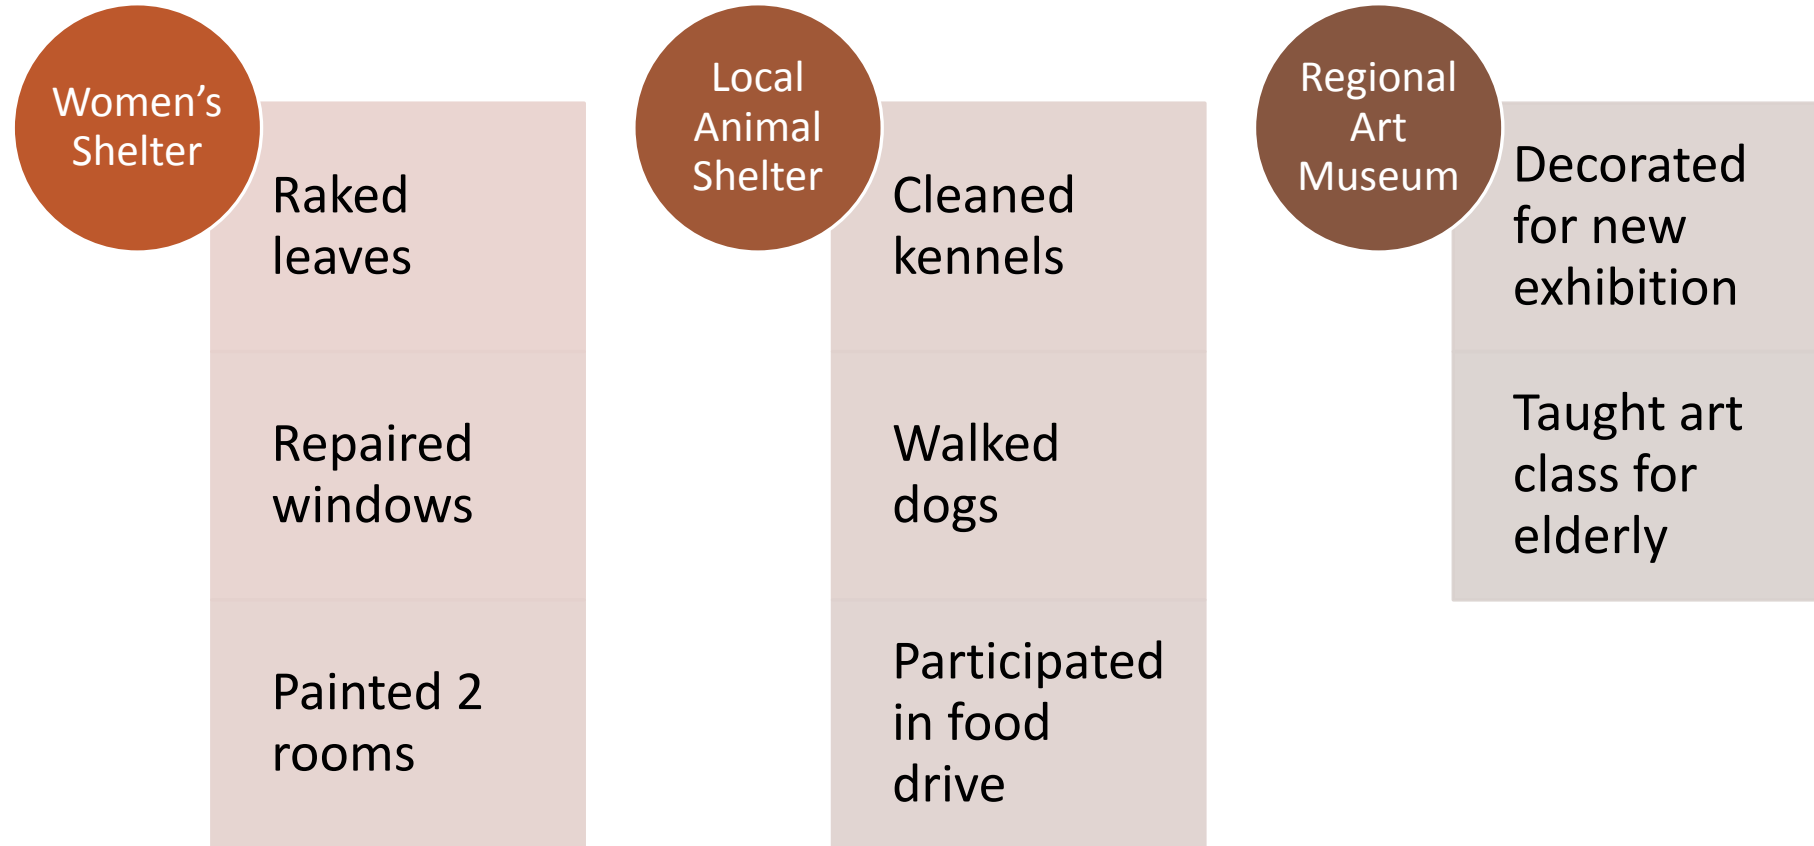 Women’s
Shelter
Raked
leaves
Repaired
windows
Painted 2
rooms
Local
Animal
Shelter
Cleaned
kennels
Walked
dogs
Participated
in food
drive
Regional
Art
Museum
Decorated
for new
exhibition
Taught art
class for
elderly